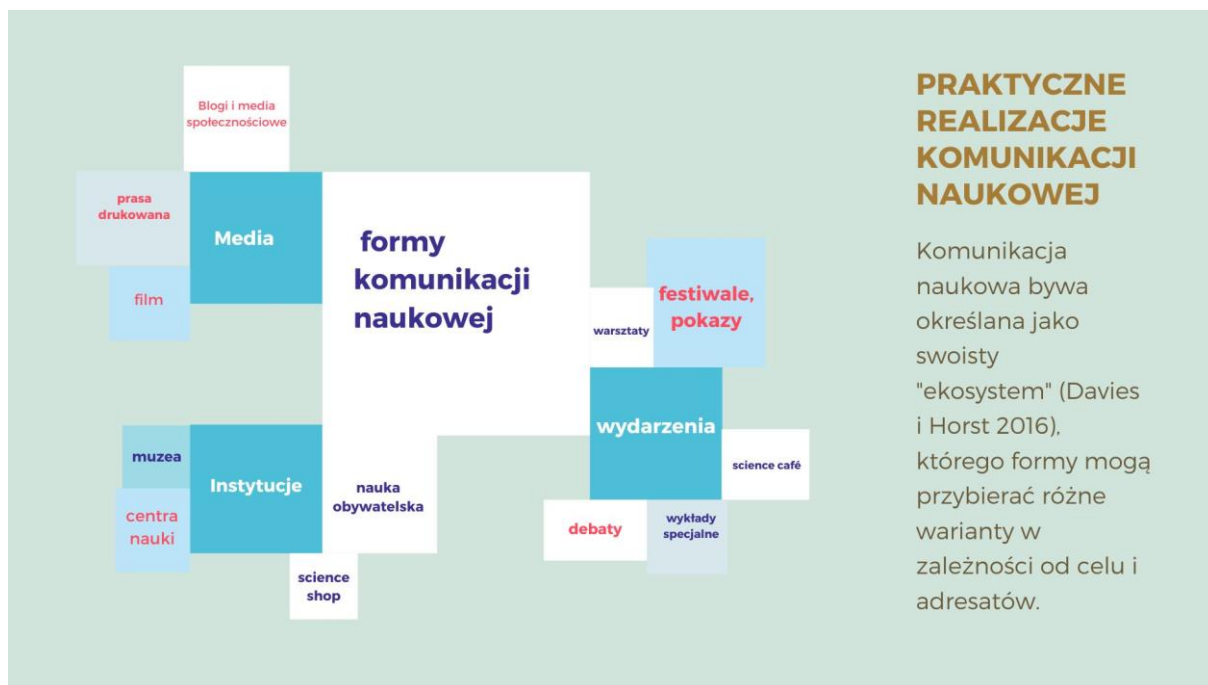 Blogi i media
społecznościowe
prasa
drukowana
Media
film
formy
komunikacji
naukowej
warsztaty
festiwale,
pokazy
wydarzenia
science café
debaty
wykłady
specjalne
muzea
Instytucje
centra
nauki
nauka
obywatelska
science
shop
PRAKTYCZNE
REALIZACJE
KOMUNIKACJI
NAUKOWEJ
Komunikacja
naukowa bywa
określana jako
swoisty
"ekosystem" (Davies
i Horst 2016),
którego formy mogą
przybierać różne
warianty w
zależności od celu i
adresatów.